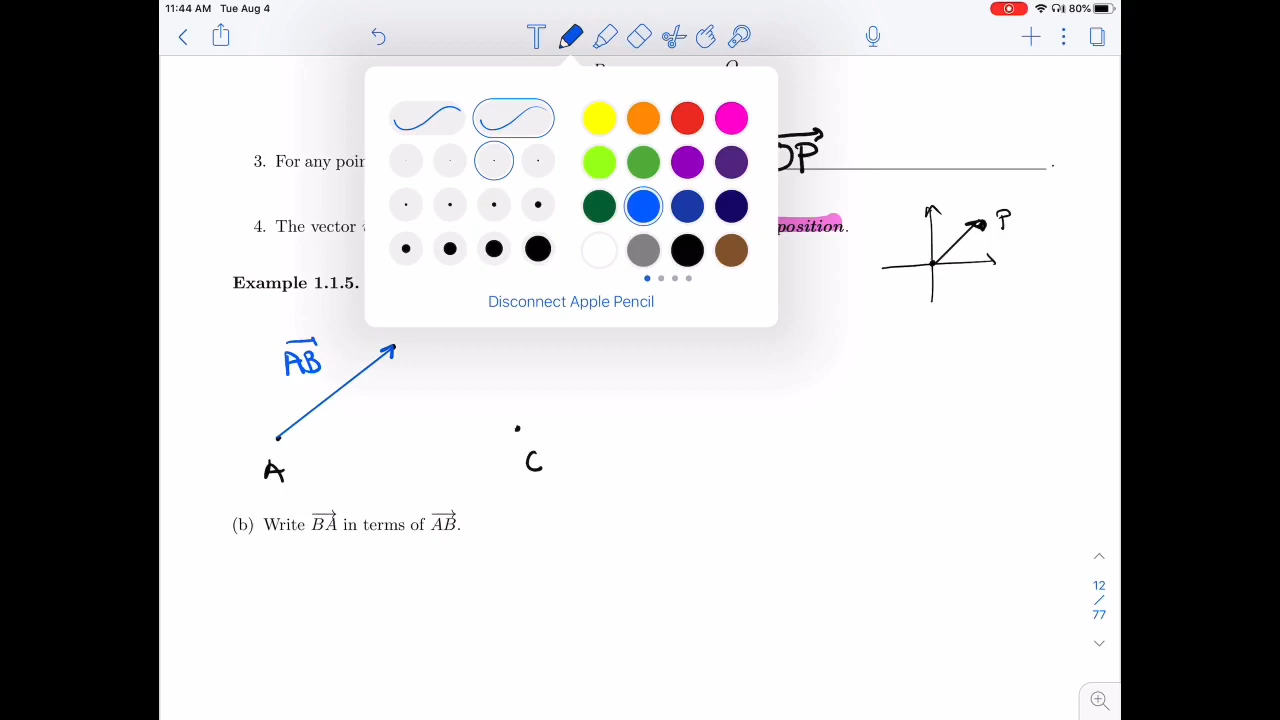 11:44 AM Tue Aug 4
80%
T
3. For any poin
OP
.
4. The vector
position.
P
Example 1.1.5.
Disconnect Apple Pencil
AB
A
C
(b) Write BA in terms of AB.
12
/
77